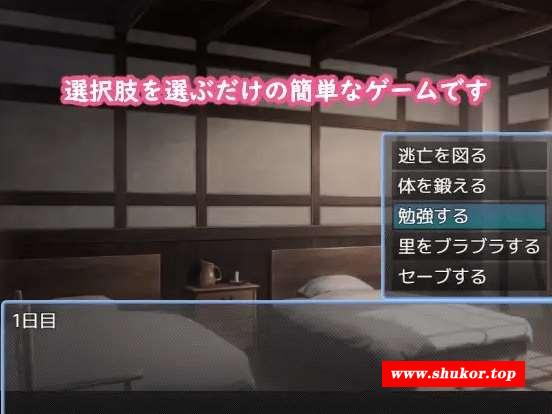 選択肢を選ぶだけの簡単なゲームです
逃亡を図る
体を鍛える
勉強する
里をブラブラする
セーブする
1日目
www.shukor.top